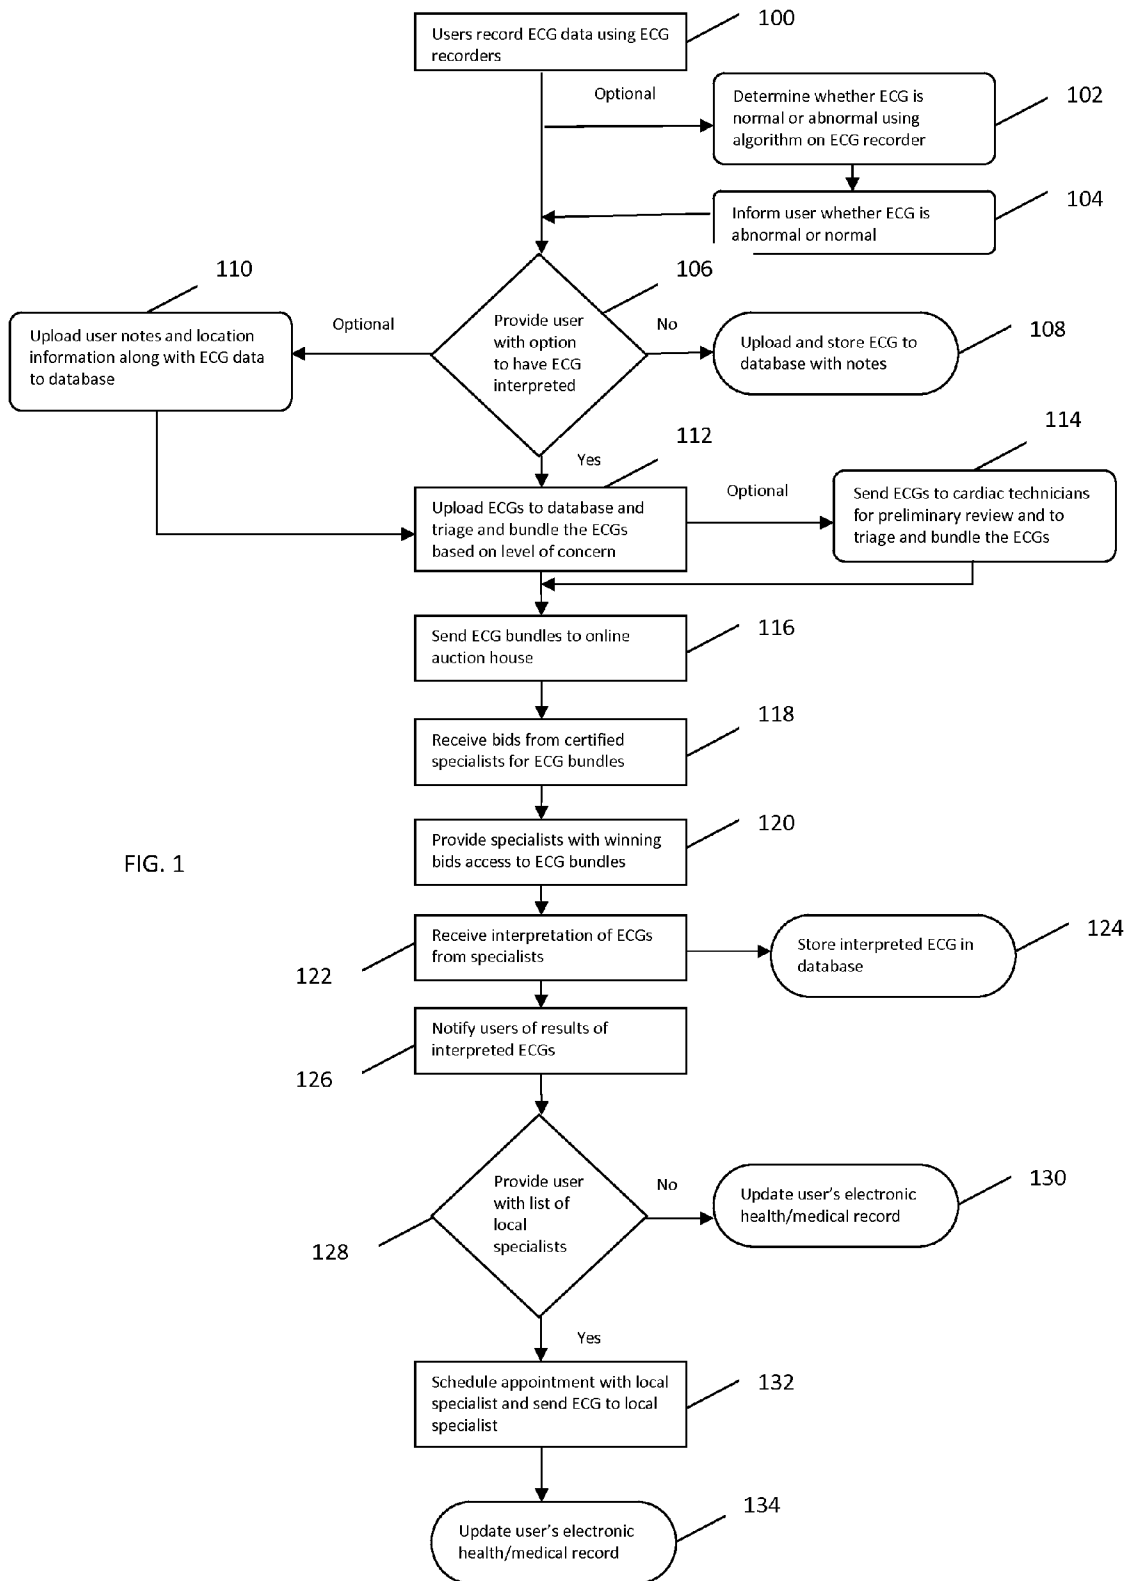 100
Users record ECG data using ECG
recorders
Optional
102
Determine whether ECG is
normal or abnormal using
algorithm on ECG recorder
104
Inform user whether ECG is
abnormal or normal
110
106
Upload user notes and location
information along with ECG data
to database
Optional
Provide user
with option
to have ECG
interpreted
No
108
Upload and store ECG to
database with notes
Yes
112
114
Upload ECGs to database and
triage and bundle the ECGs
based on level of concern
Optional
Send ECGs to cardiac technicians
for preliminary review and to
triage and bundle the ECGs
116
Send ECG bundles to online
auction house
118
Receive bids from certified
specialists for ECG bundles
120
Provide specialists with winning
bids access to ECG bundles
FIG. 1
122
Receive interpretation of ECGs
from specialists
124
Store interpreted ECG in
database
126
Notify users of results of
interpreted ECGs
128
Provide user
with list of
local
specialists
No
130
Update user's electronic
health/medical record
Yes
132
Schedule appointment with local
specialist and send ECG to local
specialist
134
Update user's electronic
health/medical record